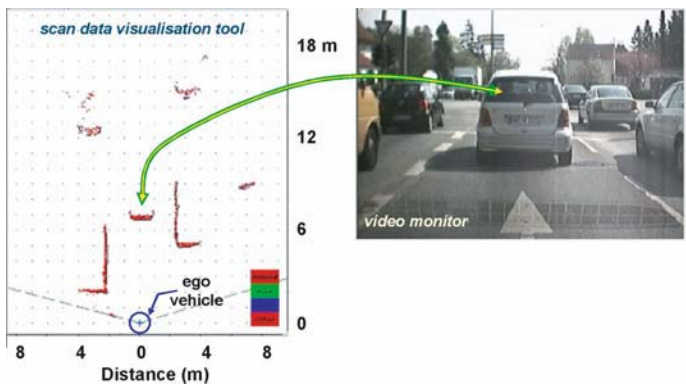 scan data visualisation tool
18 m
12
6
ego
vehicle
0
8 4 0 4 8
Distance (m)
video monitor